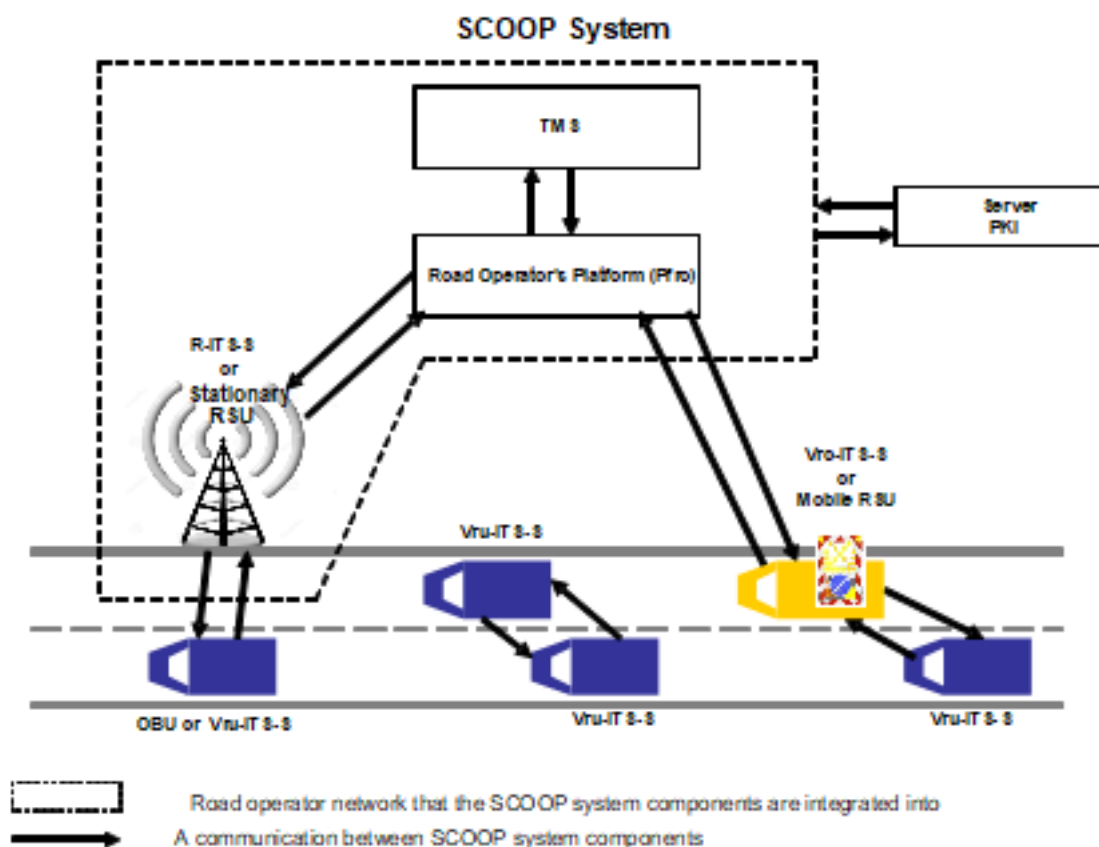 SCOOP System
TMS
Server
PKI
Road Operator's Platform (Pfro)
R-ITS-S
or
Stationary
RSU
Vro-ITS-S
or
Mobile RSU
Vru-ITS-S
OBU or Vru-ITS-S
Vru-ITS-S
Vru-ITS-S
Road operator network that the SCOOP system components are integrated into
A communication between SCOOP system components